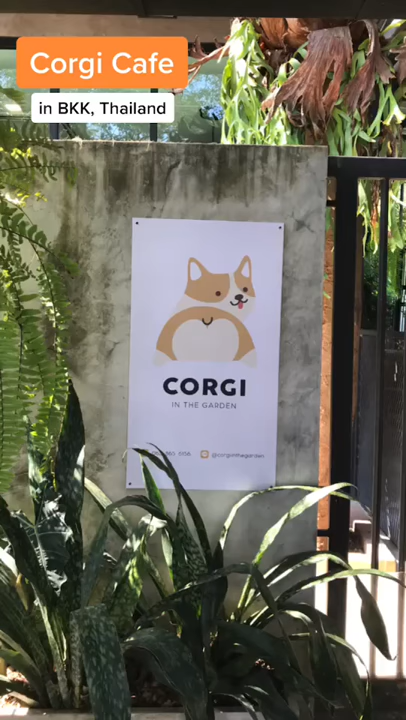 Corgi Cafe
in BKK, Thailand
CORGI
IN THE GARDEN
@corgiinthegarden